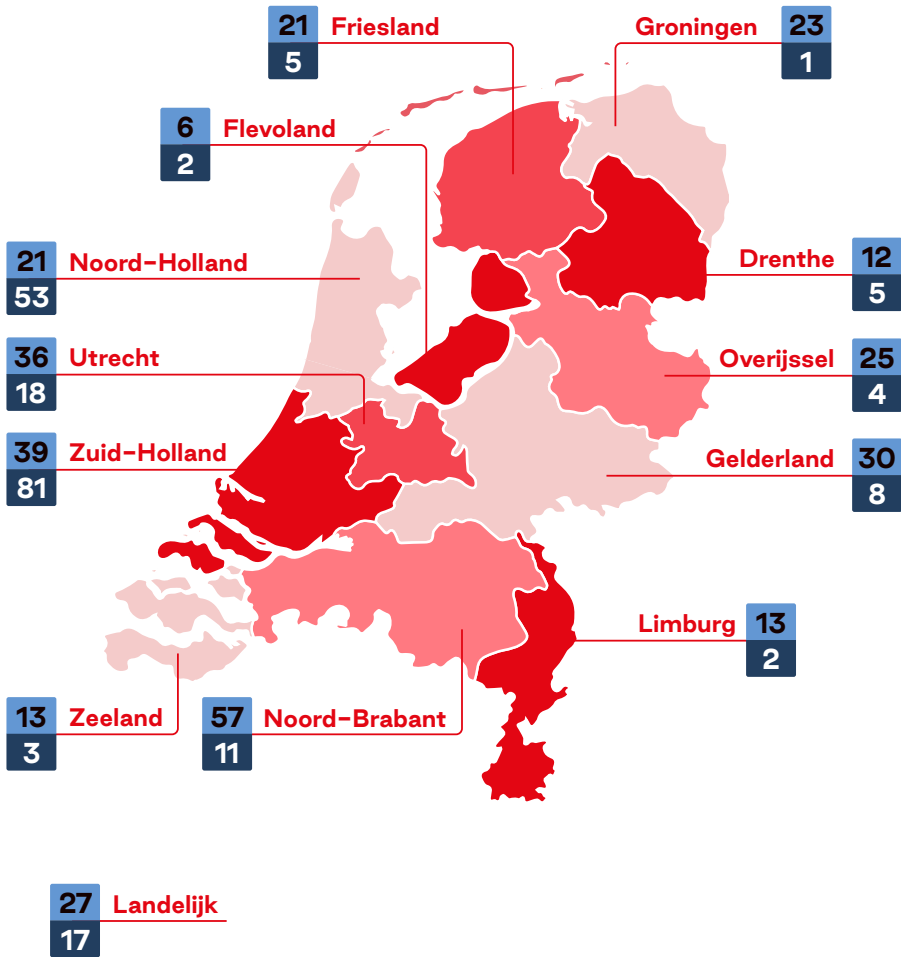 21 Friesland
5
Groningen 23
1
6 Flevoland
2
21 Noord-Holland
53
Drenthe 12
5
36 Utrecht
18
Overijssel 25
4
39 Zuid-Holland
81
Gelderland 30
8
Limburg 13
2
13 Zeeland
3
57 Noord-Brabant
11
27 Landelijk
17